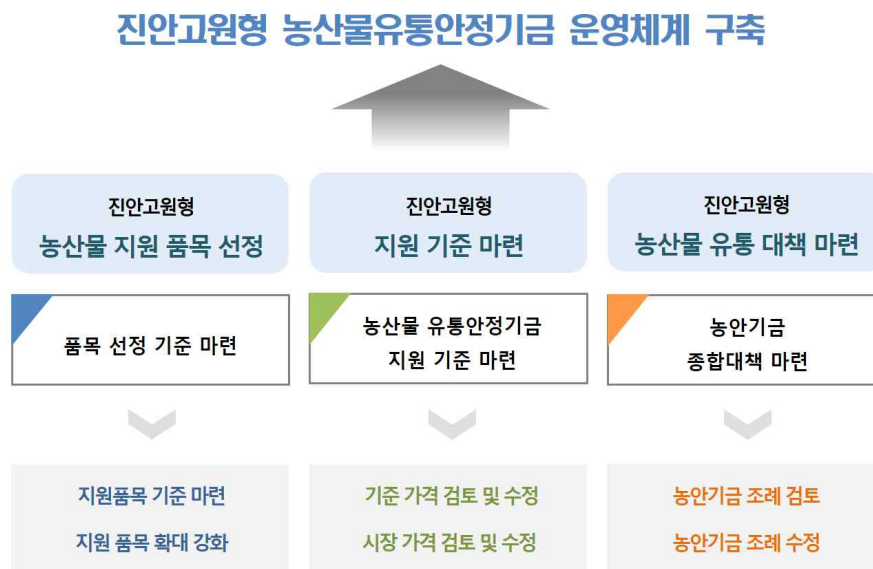 진안고원형 농산물유통안정기금 운영체계 구축
진안고원형
농산물 지원 품목 선정
진안고원형
지원 기준 마련
진안고원형
농산물 유통 대책 마련
품목 선정 기준 마련
농산물 유통안정기금
지원 기준 마련
농안기금
종합대책 마련
지원품목 기준 마련
지원 품목 확대 강화
기준 가격 검토 및 수정
시장 가격 검토 및 수정
농안기금 조례 검토
농안기금 조례 수정